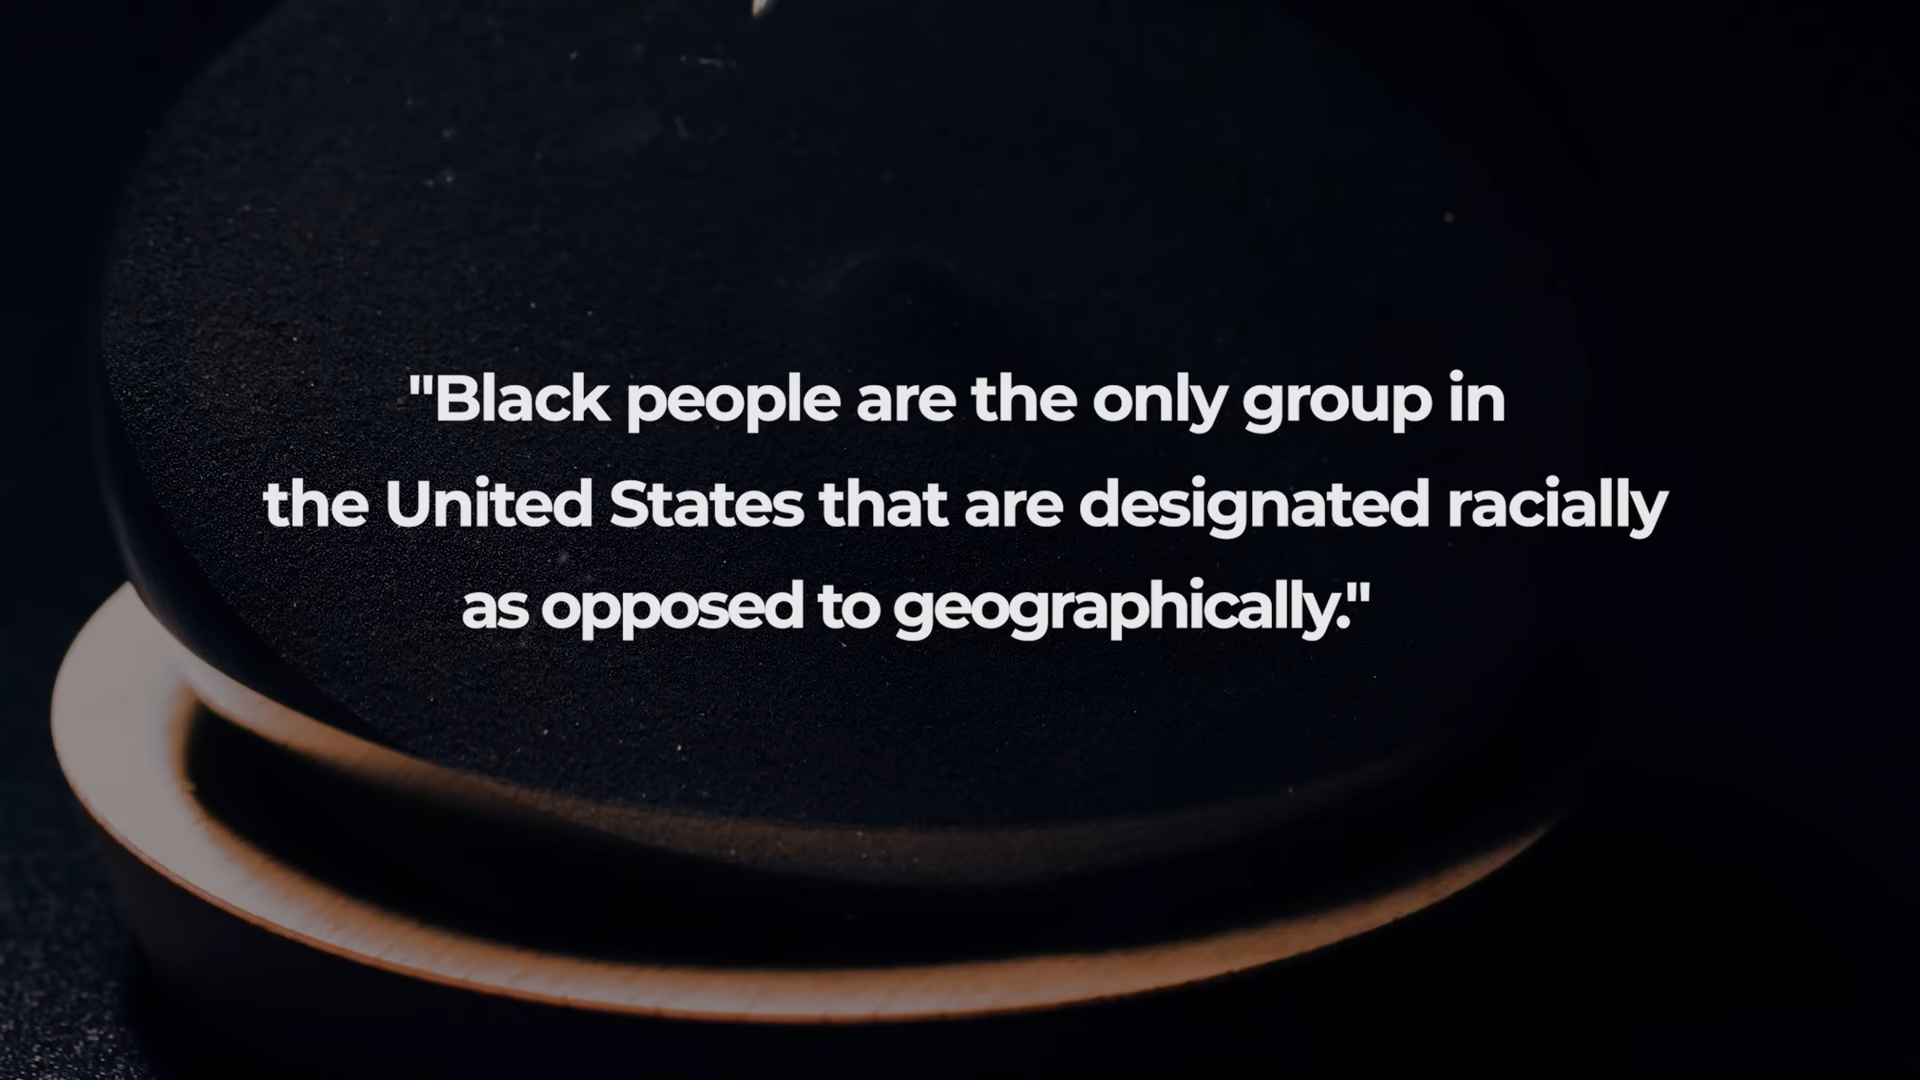 "Black people are the only group in
the United States that are designated racially
as opposed to geographically."